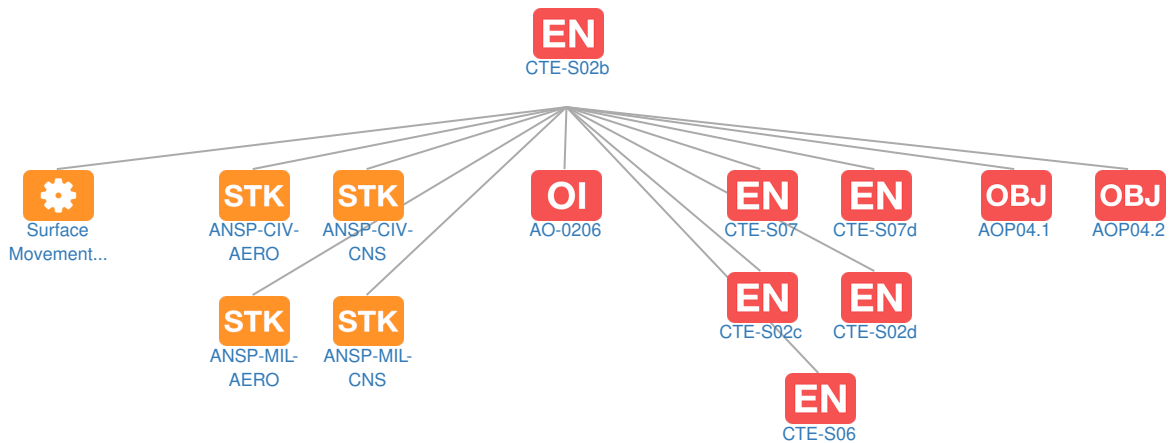 EN
CTE-S02b
STK
STK
OI
EN
EN
OBJ
OBJ
Surface
Movement...
ANSP-CIV-
AERO
ANSP-CIV-
CNS
AO-0206
CTE-S07
CTE-S07d
AOP04.1
AOP04.2
EN
EN
CTE-S02c
CTE-S02d
STK
STK
ANSP-MIL-
AERO
ANSP-MIL-
CNS
EN
CTE-S06